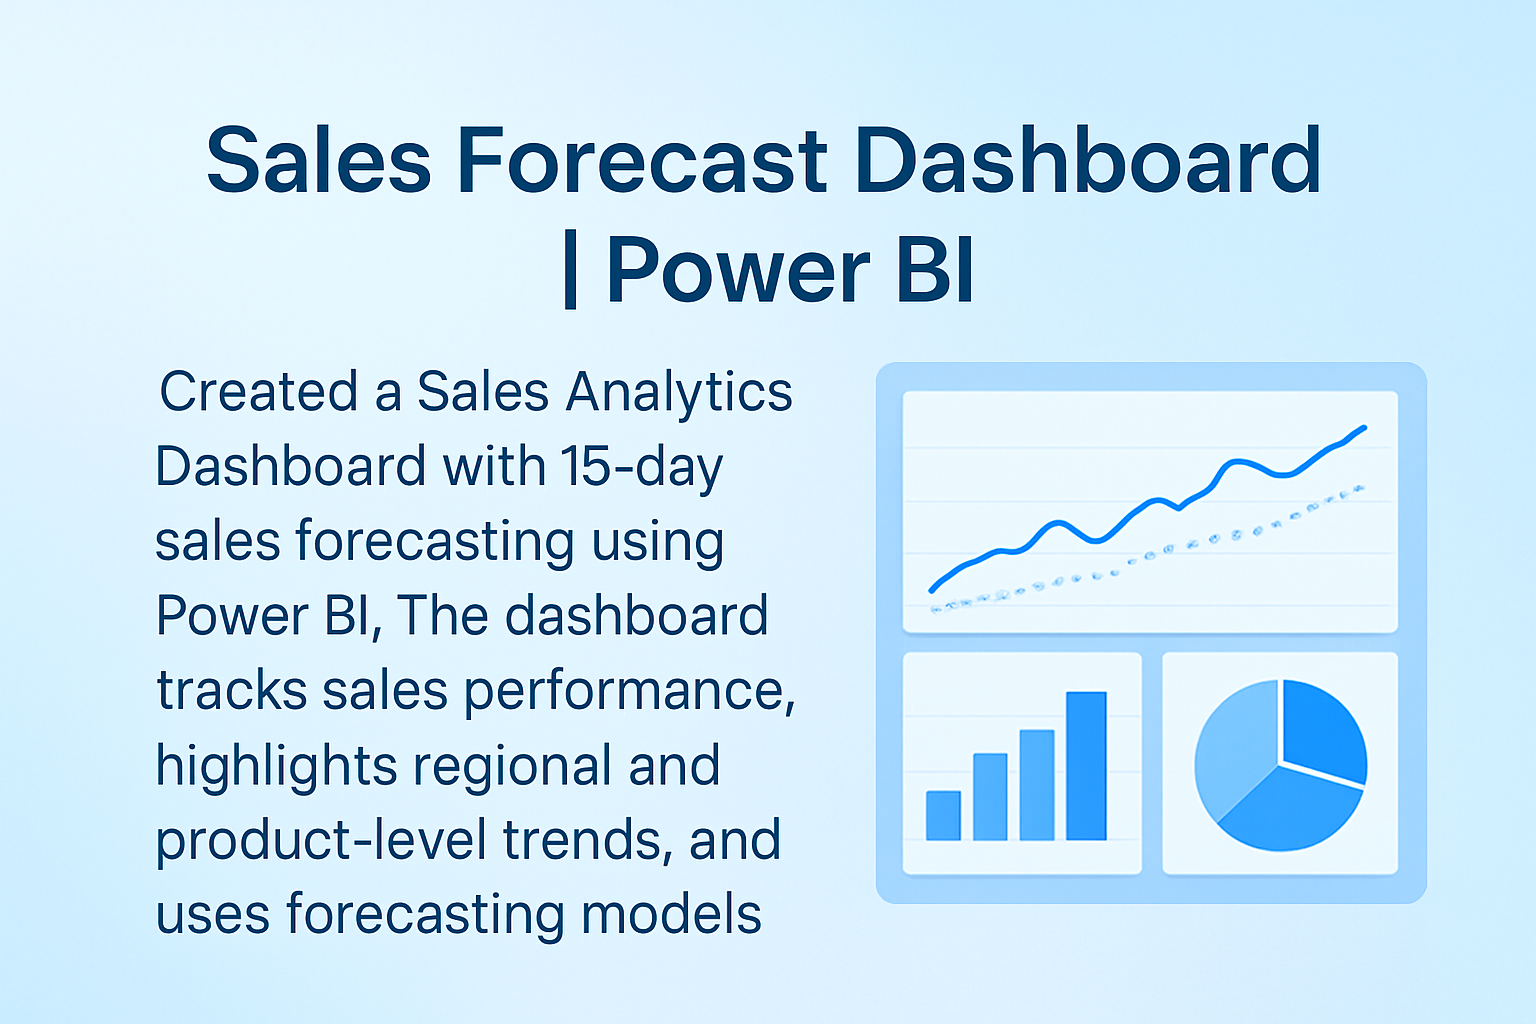 Sales Forecast Dashboard
| Power BI
Created a Sales Analytics
Dashboard with 15-day
sales forecasting using
Power BI, The dashboard
tracks sales performance,
highlights regional and
product-level trends, and
uses forecasting models